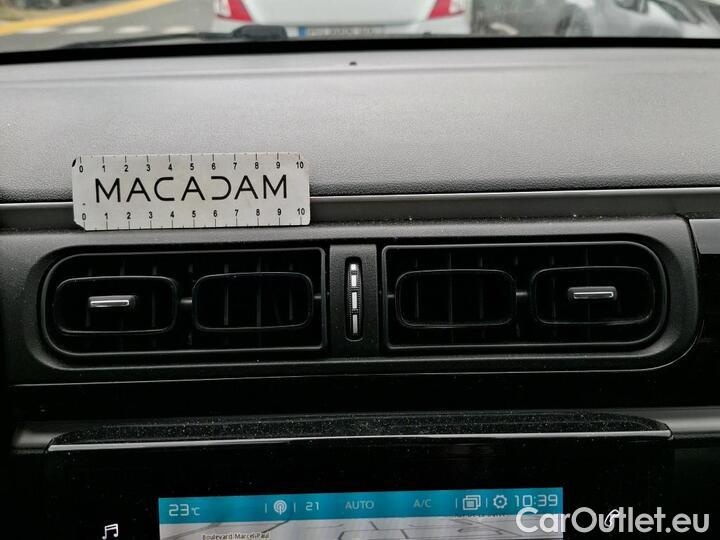 0 1 2 3 4 5 6 7 8 9 10
MACADAM
0 1 2 3 4 5 6 7 8 9 10
23°C 21 AUTO A/C 10:39
Boulevard Marcel Paul
CarOutlet.eu